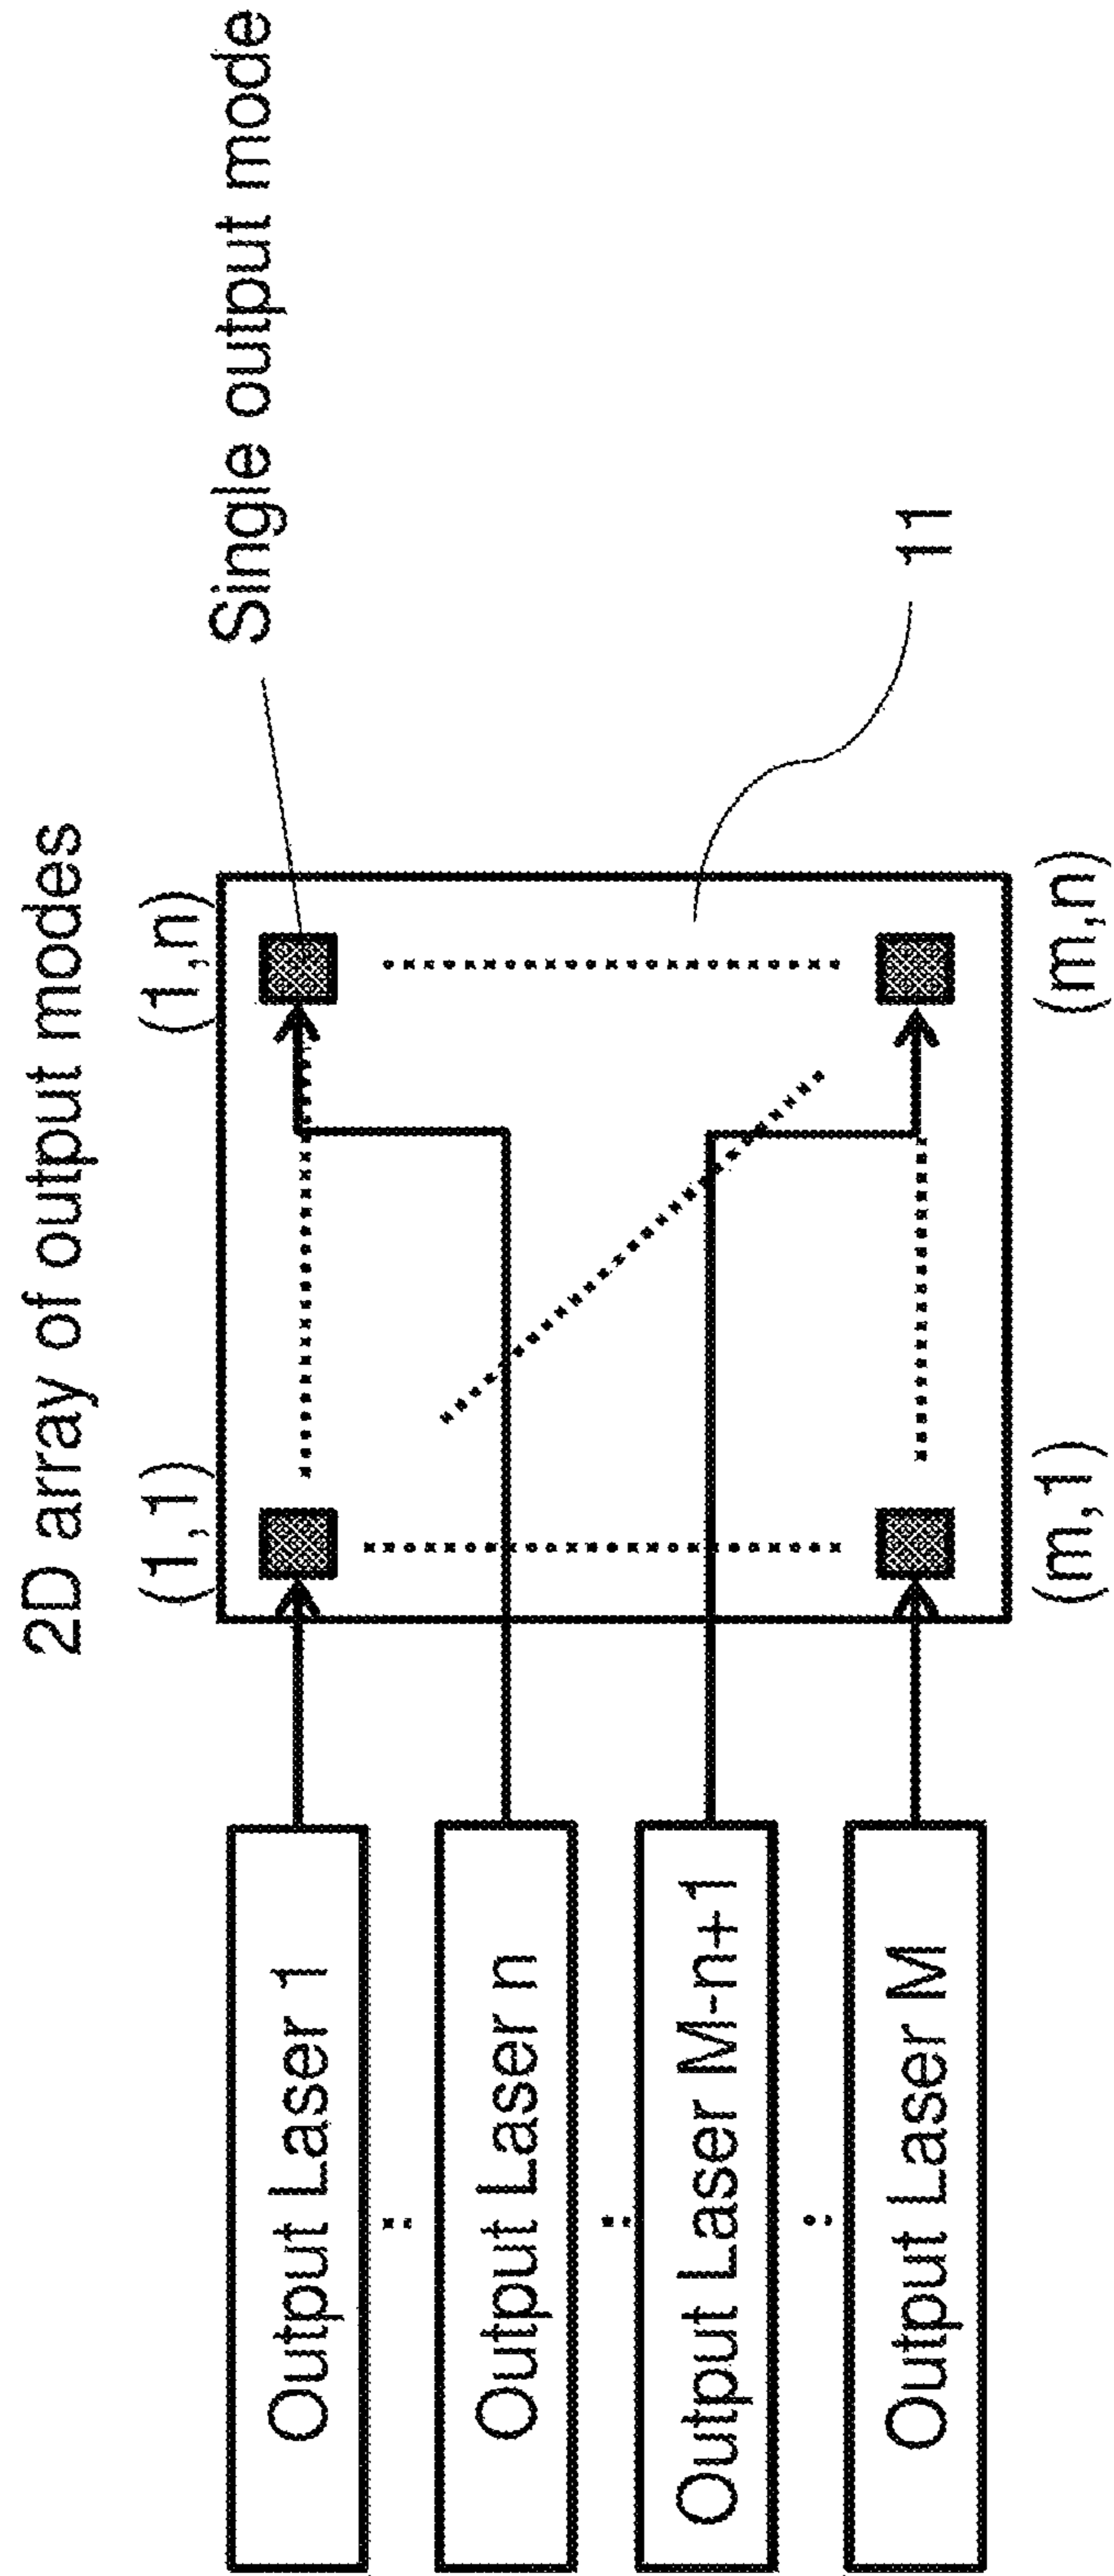 2D array of output modes
(1,1)
(1,n)
Single output mode
Output Laser 1
Output Laser n
Output Laser M-n+1
Output Laser M
11
(m,1)
(m,n)